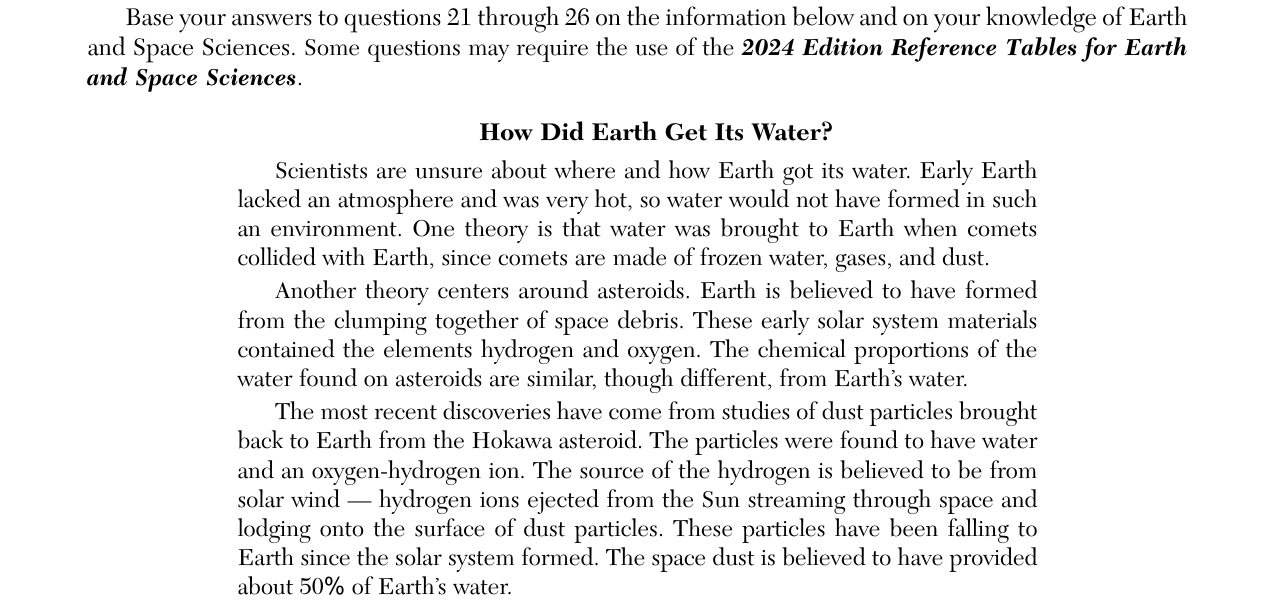 Base your answers to questions 21 through 26 on the information below and on your knowledge of Earth
and Space Sciences. Some questions may require the use of the 2024 Edition Reference Tables for Earth
and Space Sciences.
How Did Earth Get Its Water?
Scientists are unsure about where and how Earth got its water. Early Earth
lacked an atmosphere and was very hot, so water would not have formed in such
an environment. One theory is that water was brought to Earth when comets
collided with Earth, since comets are made of frozen water, gases, and dust.
Another theory centers around asteroids. Earth is believed to have formed
from the clumping together of space debris. These early solar system materials
contained the elements hydrogen and oxygen. The chemical proportions of the
water found on asteroids are similar, though different, from Earth's water.
The most recent discoveries have come from studies of dust particles brought
back to Earth from the Hokawa asteroid. The particles were found to have water
and an oxygen-hydrogen ion. The source of the hydrogen is believed to be from
solar wind — hydrogen ions ejected from the Sun streaming through space and
lodging onto the surface of dust particles. These particles have been falling to
Earth since the solar system formed. The space dust is believed to have provided
about 50% of Earth's water.